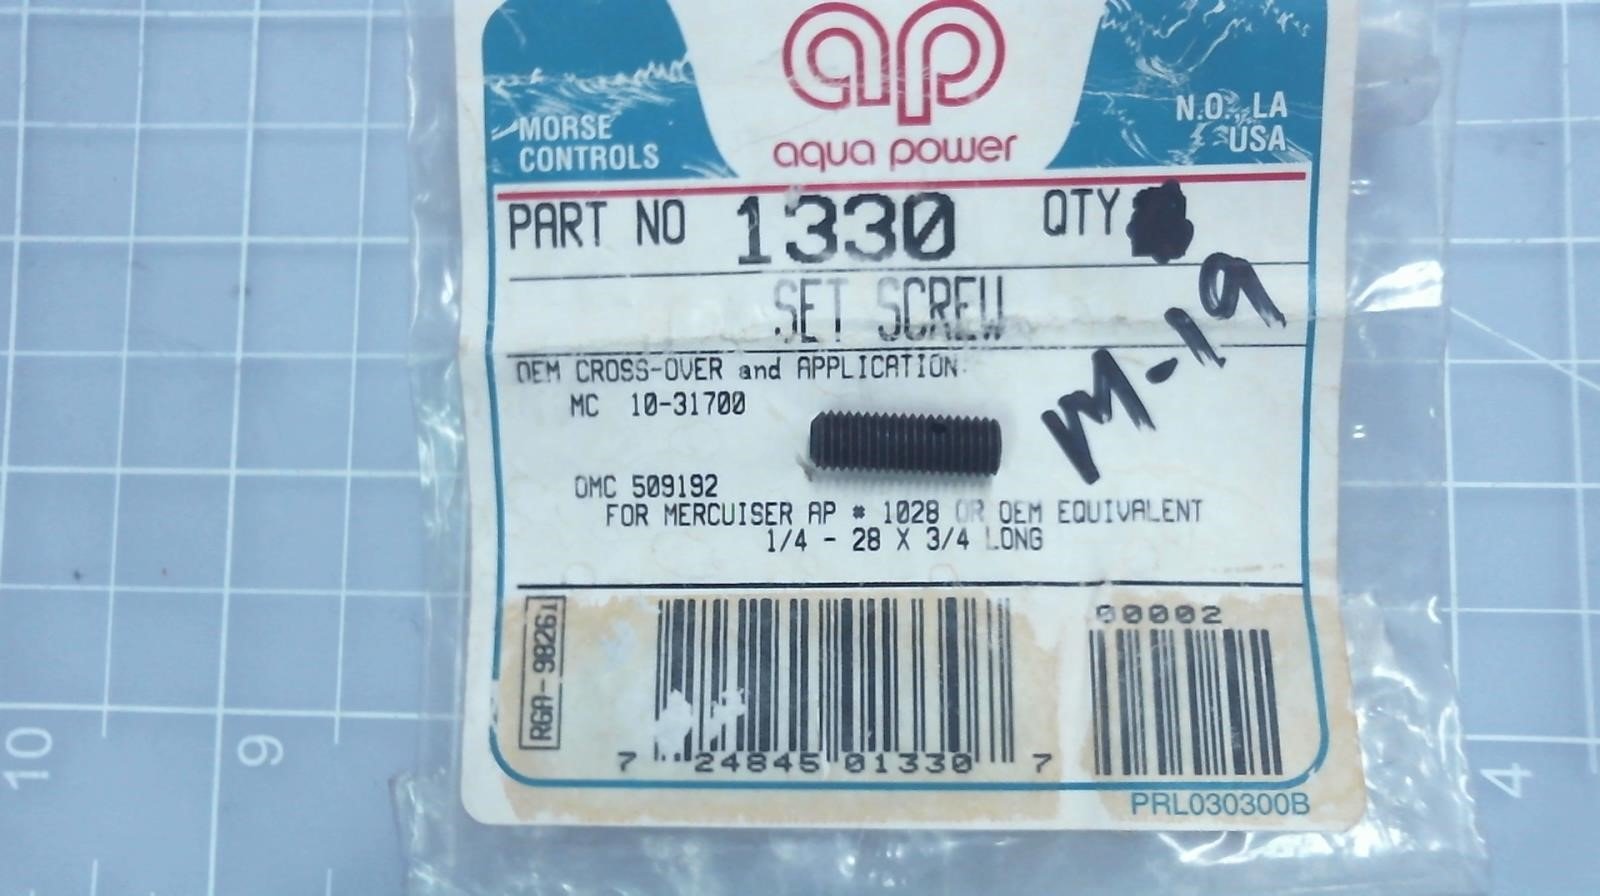 ap
aqua power
MORSE
CONTROLS
N.O., LA
USA
PART NO 1330 QTY
SET SCREW
M-19
OEM CROSS-OVER and APPLICATION
MC 10-31700
OMC 509192
FOR MERCUISER AP # 1028 OR OEM EQUIVALENT
1/4 - 28 X 3/4 LONG
RGA-98261
00002
7 24845 01330 7
PRL030300B
10
9
4